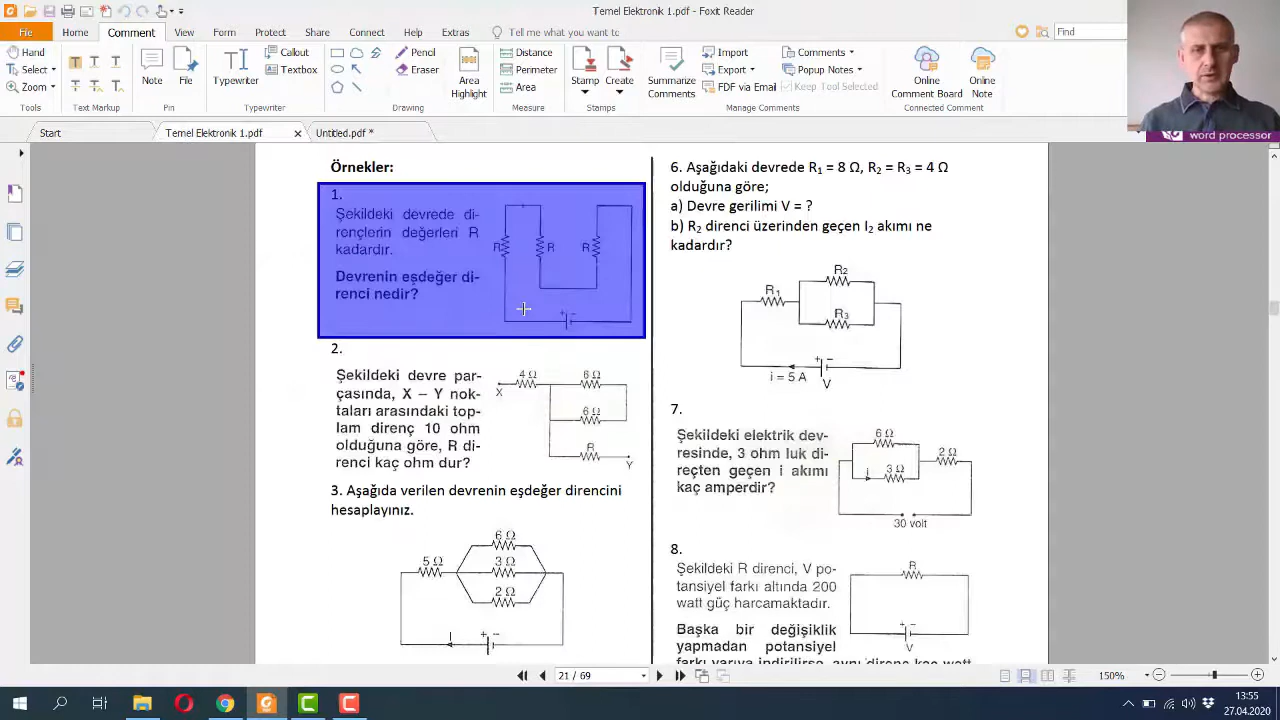 Temel Elektronik 1.pdf - Foxit Reader
File
Home
Comment
View
Form
Protect
Share
Connect
Help
Extras
Tell me what you want to do...
Find
Hand
Select
Zoom
Tools
Text Markup
Note
File
Pin
Typewriter
Callout
Textbox
Typewriter
Pencil
Eraser
Drawing
Area
Highlight
Distance
Perimeter
Area
Measure
Stamp
Create
Stamps
Summarize
Comments
Import
Export
FDF via Email
Comments
Popup Notes
Keep Tool Selected
Manage Comments
Online
Comment Board
Online
Note
Connected Comment
word processor
Start
Temel Elektronik 1.pdf
Untitled.pdf *
Örnekler:
1.
Şekildeki devrede di-
rençlerin değerleri R
kadardır.
Devrenin eşdeğer di-
renci nedir?
R
R
R
+ −
2.
Şekildeki devre par-
çasında, X – Y nok-
taları arasındaki top-
lam direnç 10 ohm
olduğuna göre, R di-
renci kaç ohm dur?
4 Ω
6 Ω
X
6 Ω
R
Y
3. Aşağıda verilen devrenin eşdeğer direncini
hesaplayınız.
6 Ω
5 Ω
3 Ω
2 Ω
I
+ −
6. Aşağıdaki devrede R₁ = 8 Ω, R₂ = R₃ = 4 Ω
olduğuna göre;
a) Devre gerilimi V = ?
b) R₂ direnci üzerinden geçen I₂ akımı ne
kadardır?
R₂
R₁
R₃
+ −
i = 5 A
V
7.
Şekildeki elektrik dev-
resinde, 3 ohm luk di-
reçten geçen i akımı
kaç amperdir?
6 Ω
2 Ω
i
3 Ω
30 volt
8.
Şekildeki R direnci, V po-
tansiyel farkı altında 200
watt güç harcamaktadır.
Başka bir değişiklik
yapmadan potansiyel
farkı yarıya indirilirse, aynı direnç kaç watt
R
+ −
V
21 / 69
150%
13:55
27.04.2020